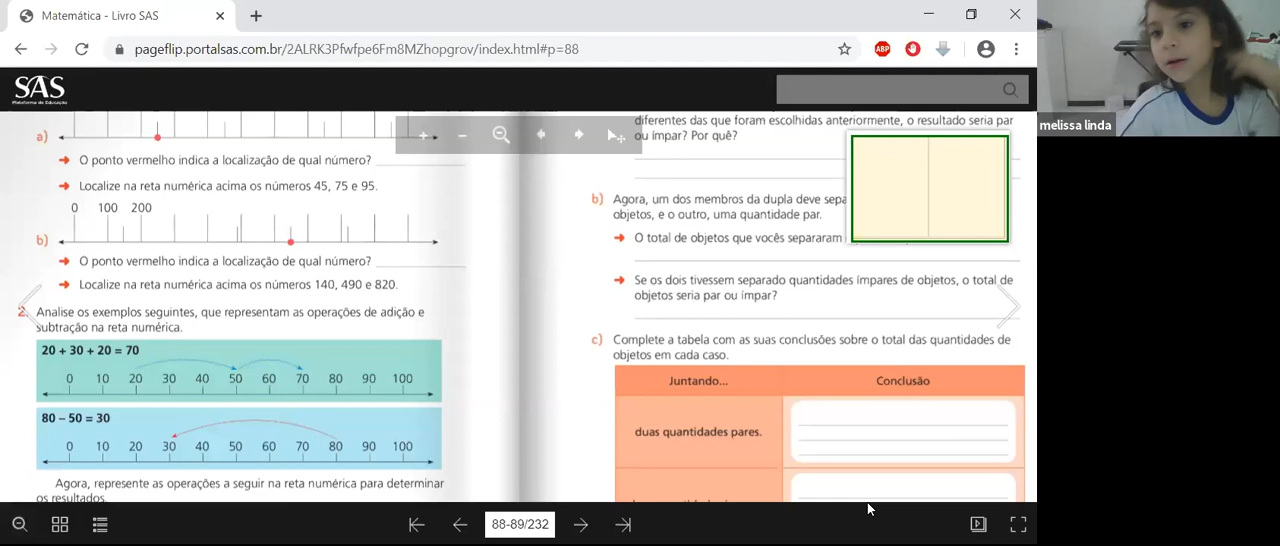 Matemática - Livro SAS
pageflip.portalsas.com.br/2ALRK3Pfwfpe6Fm8MZhopgrov/index.html#p=88
ABP
SAS
Plataforma de Educação
melissa linda
a)
O ponto vermelho indica a localização de qual número?
Localize na reta numérica acima os números 45, 75 e 95.
0 100 200
b)
O ponto vermelho indica a localização de qual número?
Localize na reta numérica acima os números 140, 490 e 820.
2. Analise os exemplos seguintes, que representam as operações de adição e
subtração na reta numérica.
20 + 30 + 20 = 70
0 10 20 30 40 50 60 70 80 90 100
80 – 50 = 30
0 10 20 30 40 50 60 70 80 90 100
Agora, represente as operações a seguir na reta numérica para determinar
os resultados.
diferentes das que foram escolhidas anteriormente, o resultado seria par
ou ímpar? Por quê?
b) Agora, um dos membros da dupla deve sepa
objetos, e o outro, uma quantidade par.
O total de objetos que vocês separaram
Se os dois tivessem separado quantidades ímpares de objetos, o total de
objetos seria par ou ímpar?
c) Complete a tabela com as suas conclusões sobre o total das quantidades de
objetos em cada caso.
Juntando...
Conclusão
duas quantidades pares.
88-89/232